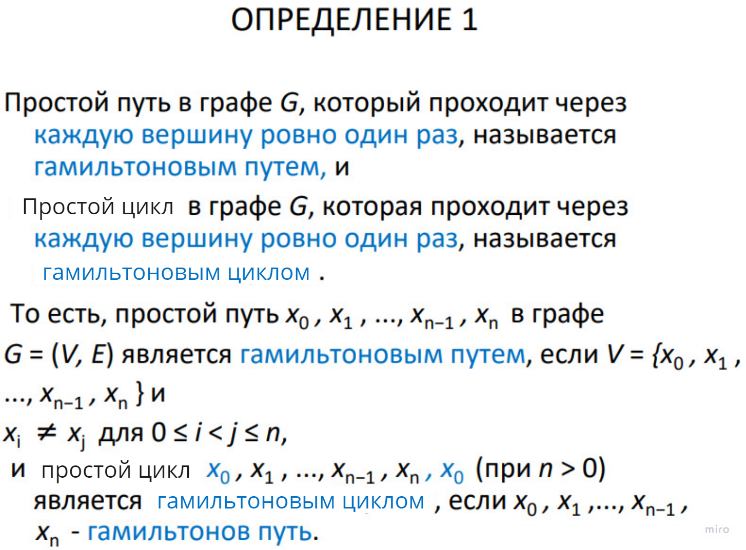 ОПРЕДЕЛЕНИЕ 1
Простой путь в графе G, который проходит через
каждую вершину ровно один раз, называется
гамильтоновым путем, и
Простой цикл в графе G, которая проходит через
каждую вершину ровно один раз, называется
гамильтоновым циклом .
То есть, простой путь x₀ , x₁ , ..., xₙ₋₁ , xₙ в графе
G = (V, E) является гамильтоновым путем, если V = {x₀ , x₁ ,
..., xₙ₋₁ , xₙ } и
xᵢ ≠ xⱼ для 0 ≤ i < j ≤ n,
и простой цикл x₀ , x₁ , ..., xₙ₋₁ , xₙ , x₀ (при n > 0)
является гамильтоновым циклом , если x₀ , x₁ ,..., xₙ₋₁ ,
xₙ - гамильтонов путь.
miro